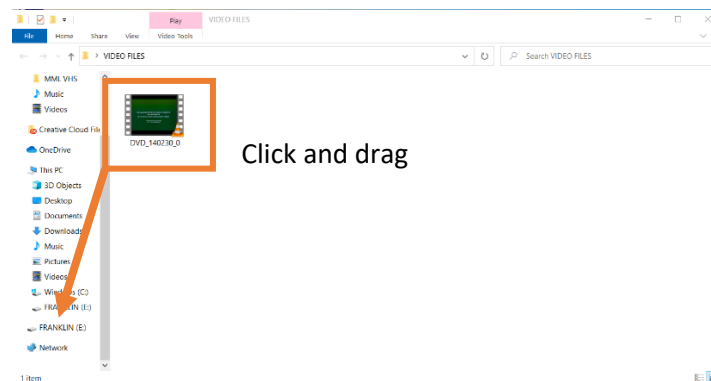 Play VIDEO FILES
File Home Share View Video Tools
VIDEO FILES Search VIDEO FILES
MML VHS
Music
Videos
Creative Cloud File
OneDrive
This PC
3D Objects
Desktop
Documents
Downloads
Music
Pictures
Videos
Windows (C:)
FRANKLIN (E:)
FRANKLIN (E:)
Network
DVD_140230_0
Click and drag
1 item